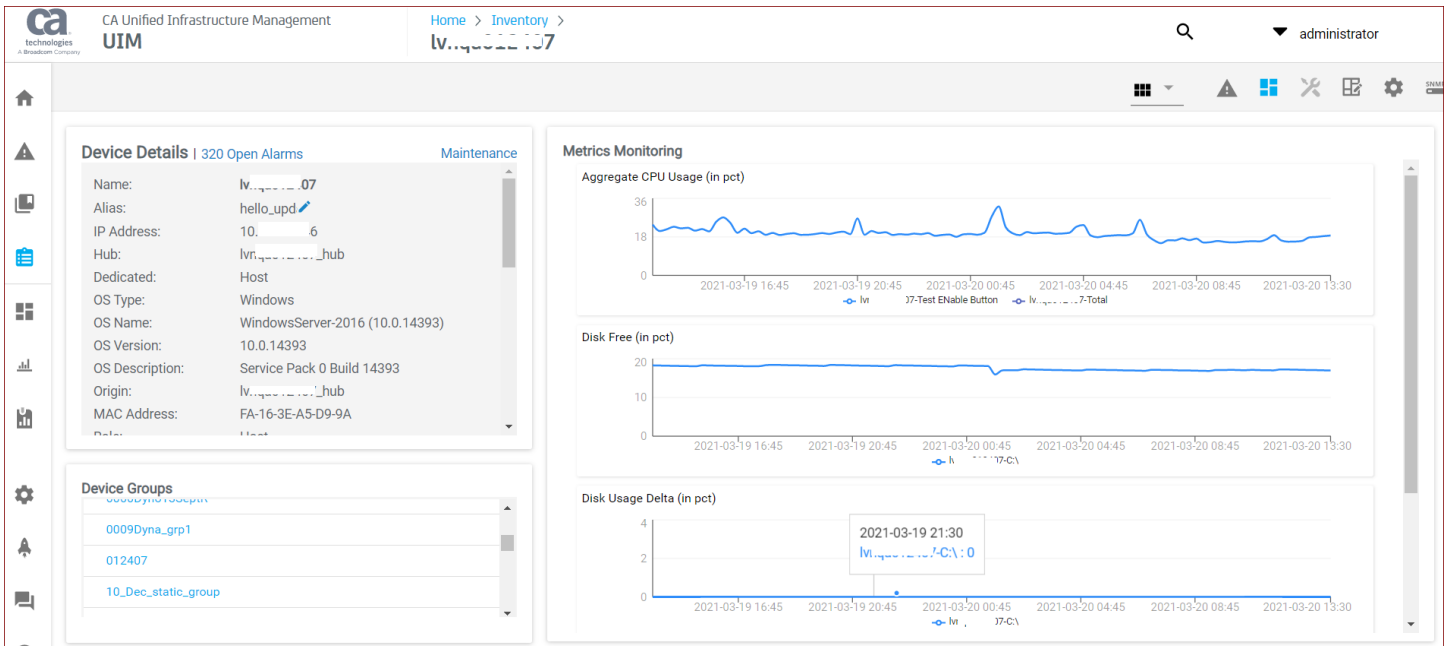 ca
technologies
A Broadcom Company
CA Unified Infrastructure Management
UIM
Home > Inventory >
administrator
SNMP
Device Details | 320 Open Alarms
Maintenance
Name:
Alias: hello_upd
IP Address: 10. 6
Hub: _hub
Dedicated: Host
OS Type: Windows
OS Name: WindowsServer-2016 (10.0.14393)
OS Version: 10.0.14393
OS Description: Service Pack 0 Build 14393
Origin: _hub
MAC Address: FA-16-3E-A5-D9-9A
Device Groups
0009Dyna_grp1
012407
10_Dec_static_group
Metrics Monitoring
Aggregate CPU Usage (in pct)
36
18
0
2021-03-19 16:45 2021-03-19 20:45 2021-03-20 00:45 2021-03-20 04:45 2021-03-20 08:45 2021-03-20 13:30
07-Test ENable Button 7-Total
Disk Free (in pct)
20
10
0
2021-03-19 16:45 2021-03-19 20:45 2021-03-20 00:45 2021-03-20 04:45 2021-03-20 08:45 2021-03-20 13:30
07-C:\
Disk Usage Delta (in pct)
4
2021-03-19 21:30
7-C:\ : 0
2
0
2021-03-19 16:45 2021-03-19 20:45 2021-03-20 00:45 2021-03-20 04:45 2021-03-20 08:45 2021-03-20 13:30
07-C:\